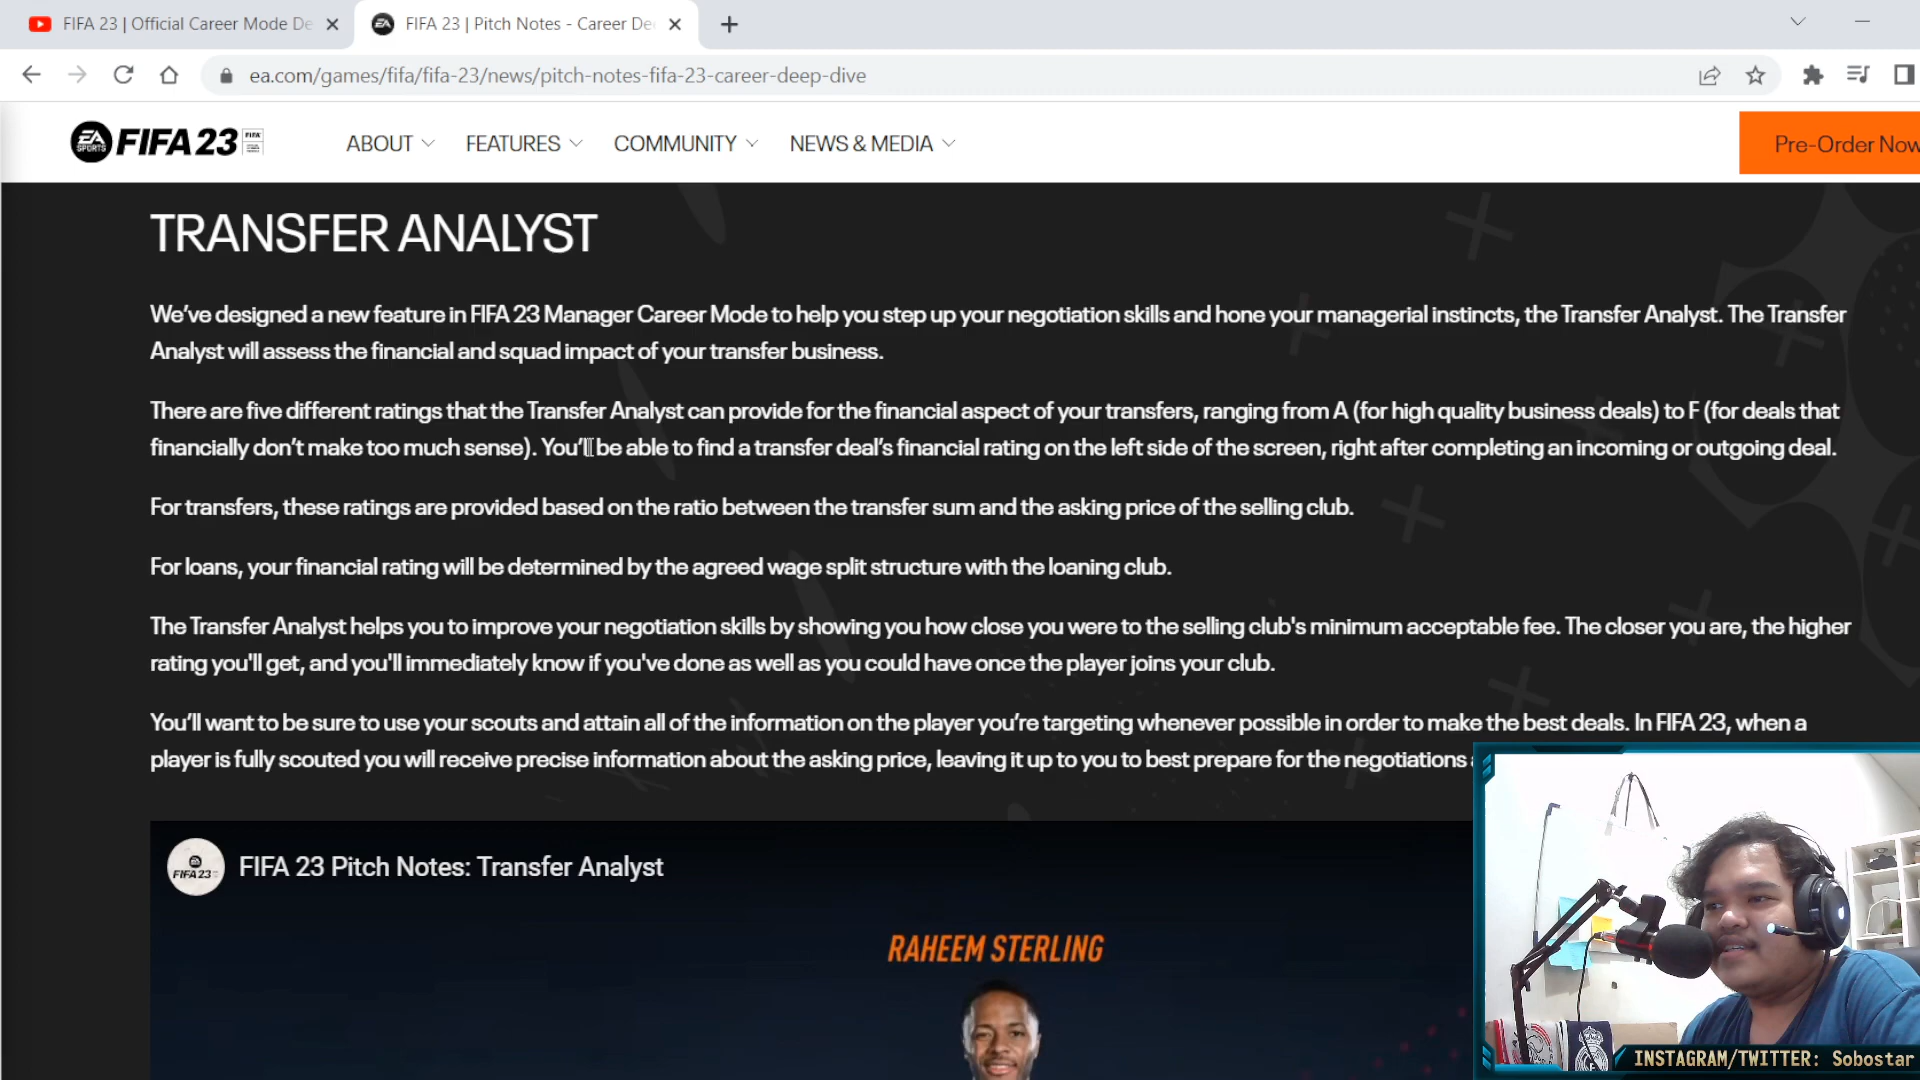 FIFA 23 | Official Career Mode De
FIFA 23 | Pitch Notes - Career De
ea.com/games/fifa/fifa-23/news/pitch-notes-fifa-23-career-deep-dive
EA SPORTS FIFA 23
ABOUT FEATURES COMMUNITY NEWS & MEDIA
Pre-Order Now
TRANSFER ANALYST
We’ve designed a new feature in FIFA 23 Manager Career Mode to help you step up your negotiation skills and hone your managerial instincts, the Transfer Analyst. The Transfer
Analyst will assess the financial and squad impact of your transfer business.
There are five different ratings that the Transfer Analyst can provide for the financial aspect of your transfers, ranging from A (for high quality business deals) to F (for deals that
financially don’t make too much sense). You’ll be able to find a transfer deal’s financial rating on the left side of the screen, right after completing an incoming or outgoing deal.
For transfers, these ratings are provided based on the ratio between the transfer sum and the asking price of the selling club.
For loans, your financial rating will be determined by the agreed wage split structure with the loaning club.
The Transfer Analyst helps you to improve your negotiation skills by showing you how close you were to the selling club's minimum acceptable fee. The closer you are, the higher
rating you'll get, and you'll immediately know if you've done as well as you could have once the player joins your club.
You’ll want to be sure to use your scouts and attain all of the information on the player you’re targeting whenever possible in order to make the best deals. In FIFA 23, when a
player is fully scouted you will receive precise information about the asking price, leaving it up to you to best prepare for the negotiations
FIFA 23
FIFA 23 Pitch Notes: Transfer Analyst
RAHEEM STERLING
INSTAGRAM/TWITTER: Sobostar